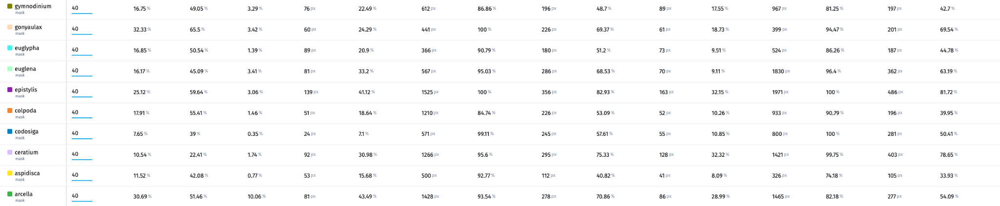 gymnodinium 40 16.75 % 49.05 % 3.29 % 76 px 22.49 % 612 px 86.86 % 196 px 48.7 % 89 px 17.55 % 967 px 81.25 % 197 px 42.7 %
mask
gonyaulax 40 32.33 % 65.5 % 3.42 % 60 px 24.29 % 441 px 100 % 226 px 69.37 % 61 px 18.73 % 399 px 94.47 % 201 px 69.54 %
mask
euglypha 40 16.85 % 50.54 % 1.39 % 89 px 20.9 % 366 px 90.79 % 180 px 51.2 % 73 px 9.51 % 524 px 86.26 % 187 px 44.78 %
mask
euglena 40 16.17 % 45.09 % 3.41 % 81 px 33.2 % 567 px 95.03 % 286 px 68.53 % 70 px 9.11 % 1830 px 96.4 % 362 px 63.19 %
mask
epistylis 40 25.12 % 59.64 % 3.06 % 139 px 41.12 % 1525 px 100 % 356 px 82.93 % 163 px 32.15 % 1971 px 100 % 486 px 81.72 %
mask
colpoda 40 17.91 % 55.41 % 1.46 % 51 px 18.64 % 1210 px 84.74 % 226 px 53.09 % 52 px 10.26 % 933 px 90.79 % 196 px 39.95 %
mask
codosiga 40 7.65 % 39 % 0.35 % 24 px 7.1 % 571 px 99.11 % 245 px 57.61 % 55 px 10.85 % 800 px 100 % 281 px 50.41 %
mask
ceratium 40 10.54 % 22.41 % 1.74 % 92 px 30.98 % 1266 px 95.6 % 295 px 75.33 % 128 px 32.32 % 1421 px 99.75 % 403 px 78.65 %
mask
aspidisca 40 11.52 % 42.08 % 0.77 % 53 px 15.68 % 500 px 92.77 % 112 px 40.82 % 41 px 8.09 % 326 px 74.18 % 105 px 33.93 %
mask
arcella 40 30.69 % 51.46 % 10.06 % 81 px 43.49 % 1428 px 93.54 % 278 px 70.86 % 86 px 28.99 % 1465 px 82.18 % 277 px 54.09 %
mask